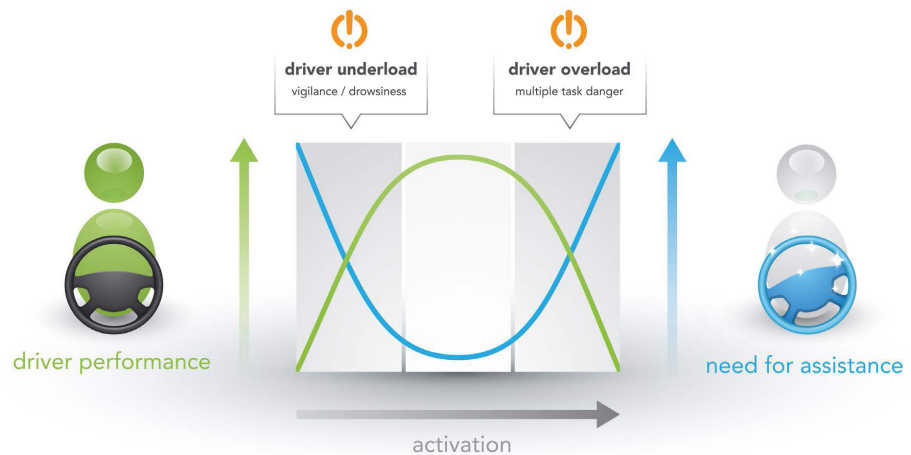 driver underload
vigilance / drowsiness
driver overload
multiple task danger
driver performance
need for assistance
activation